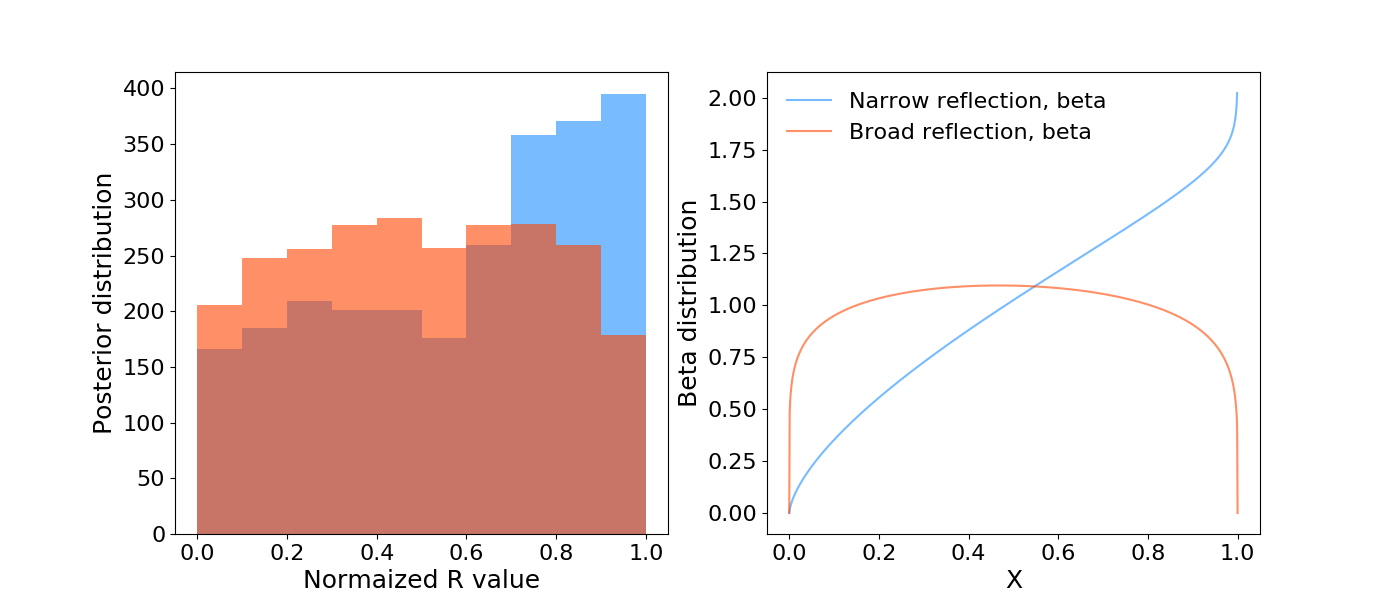 Posterior distribution
400
350
300
250
200
150
100
50
0
0.0 0.2 0.4 0.6 0.8 1.0
Normaized R value
Beta distribution
2.00
1.75
1.50
1.25
1.00
0.75
0.50
0.25
0.00
Narrow reflection, beta
Broad reflection, beta
0.0 0.2 0.4 0.6 0.8 1.0
X